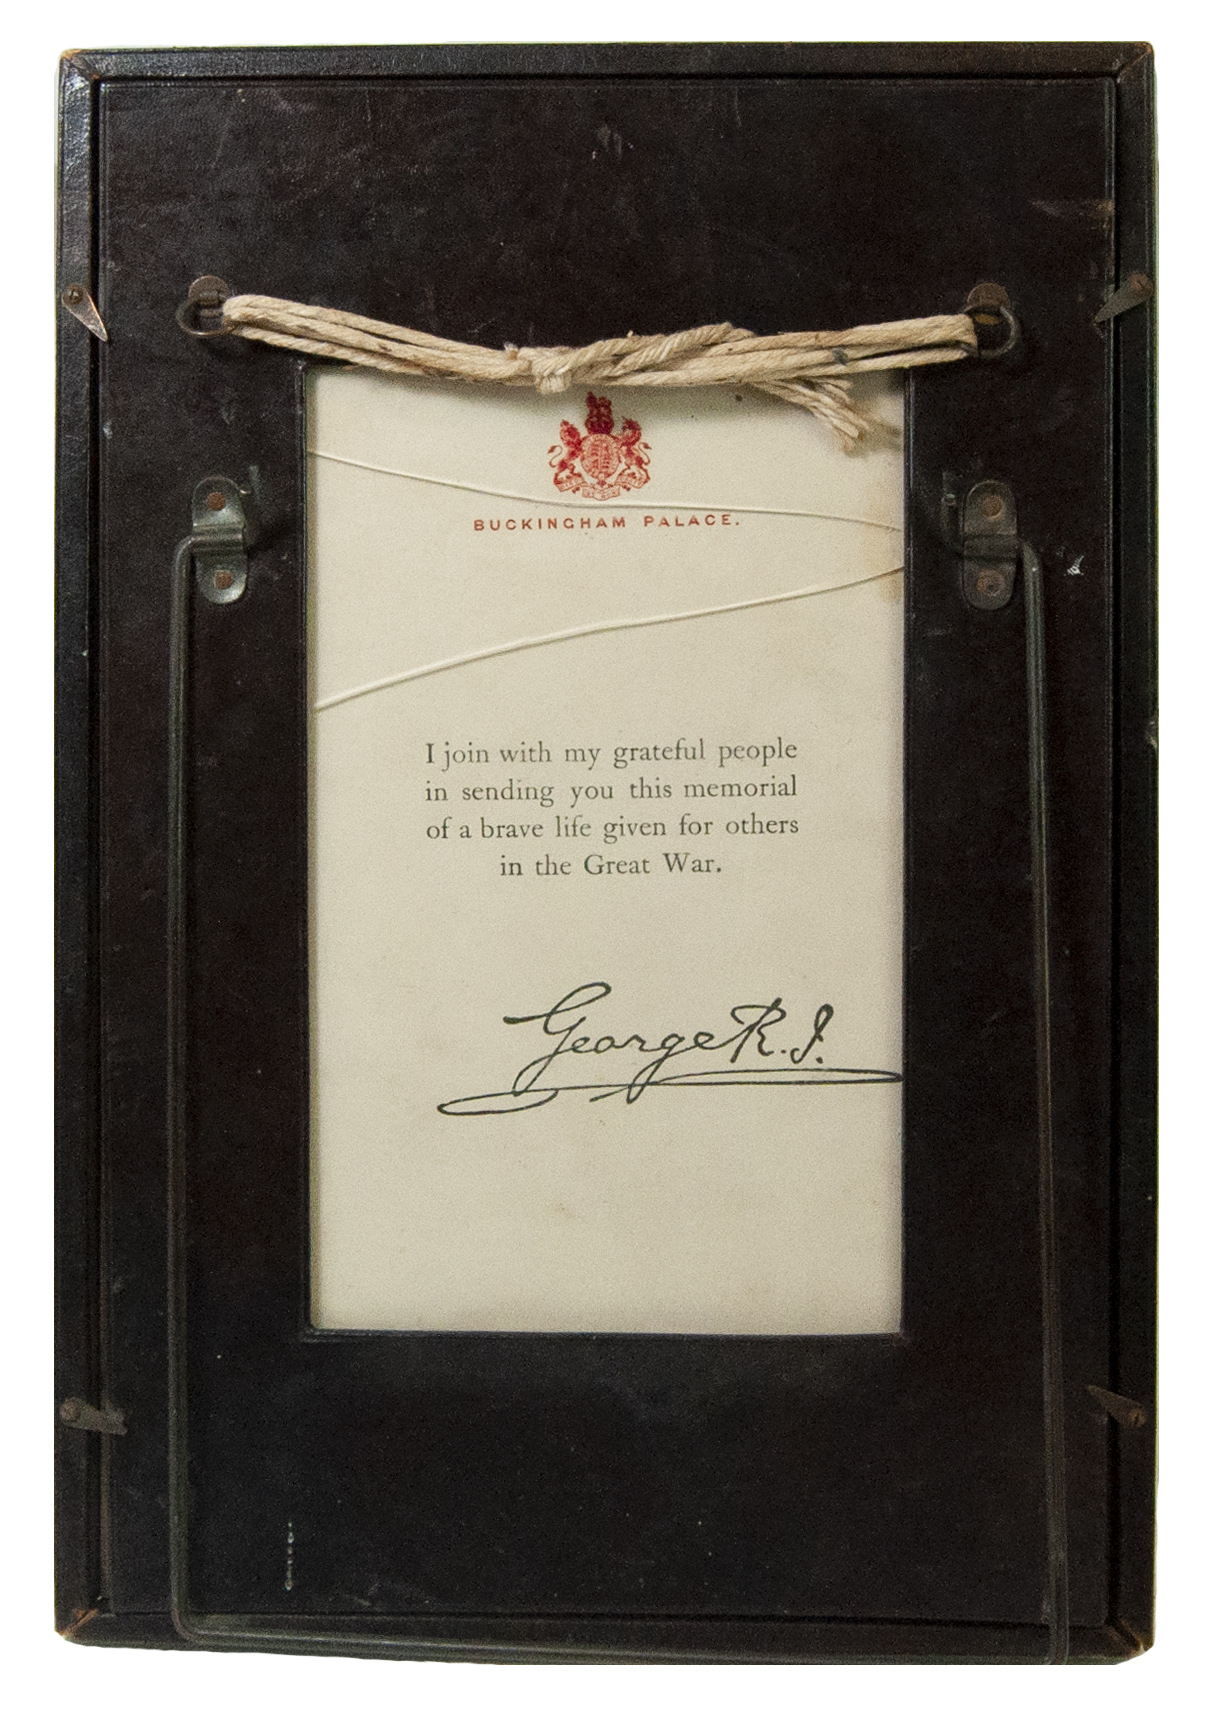 BUCKINGHAM PALACE.
I join with my grateful people
in sending you this memorial
of a brave life given for others
in the Great War.
George R.I.